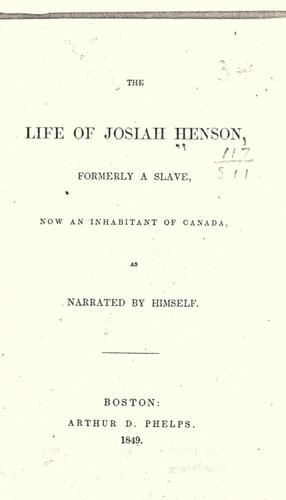 THE
LIFE OF JOSIAH HENSON,
FORMERLY A SLAVE,
NOW AN INHABITANT OF CANADA,
AS
NARRATED BY HIMSELF.
BOSTON:
ARTHUR D. PHELPS.
1849.